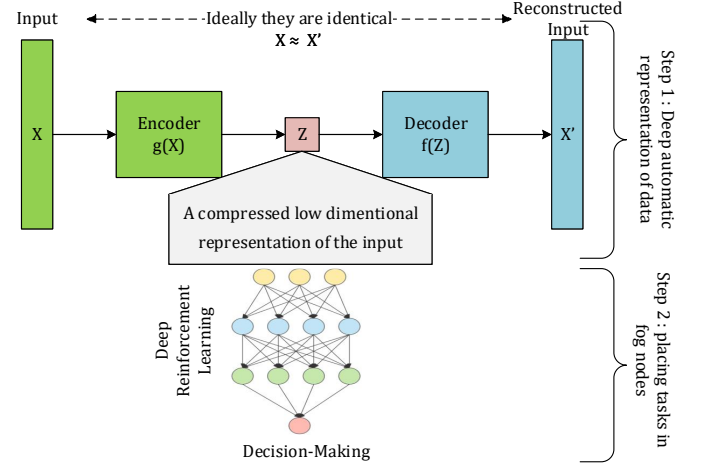 Input
Ideally they are identical
X ≈ X’
Reconstructed
Input
X
Encoder
g(X)
Z
Decoder
f(Z)
X’
Step 1 : Deep automatic
representation of data
A compressed low dimentional
representation of the input
Deep
Reinforcement
Learning
Step 2 : placing tasks in
fog nodes
Decision-Making